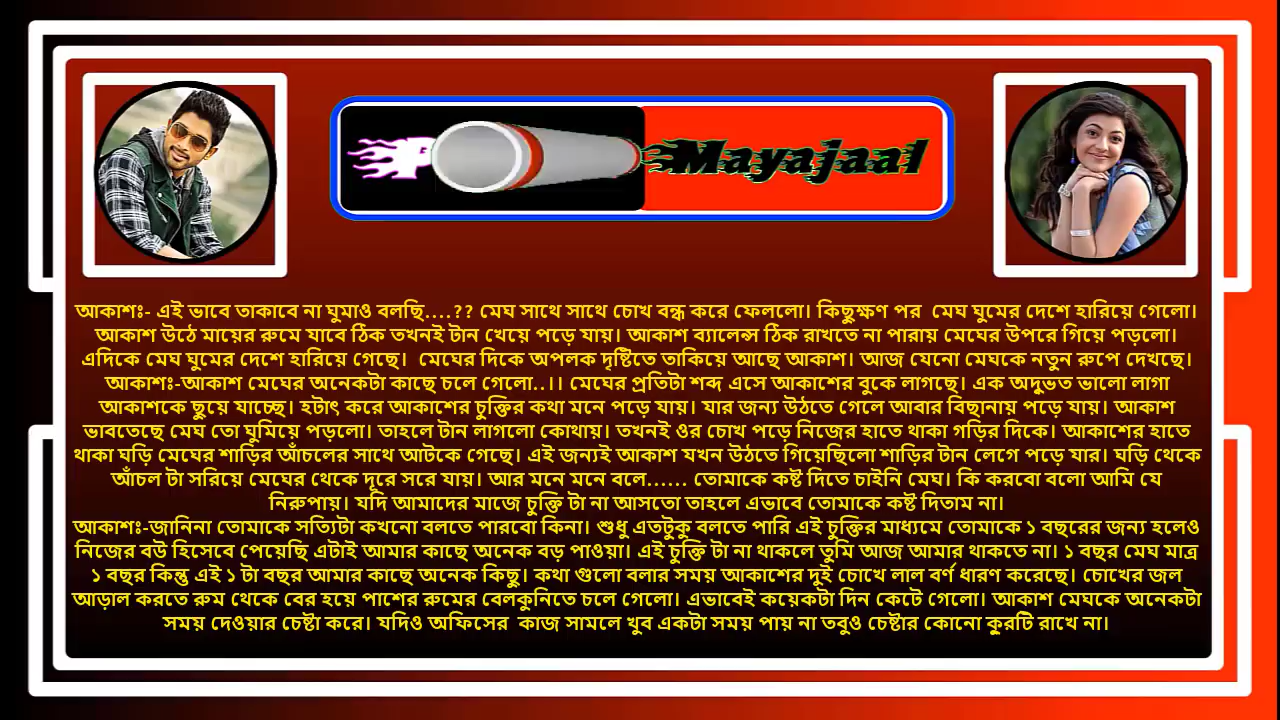 P
Mayajaal
আকাশঃ- এই ভাবে তাকাবে না ঘুমাও বলছি....?? মেঘ সাথে সাথে চোখ বন্ধ করে ফেললো। কিছুক্ষণ পর মেঘ ঘুমের দেশে হারিয়ে গেলো।
আকাশ উঠে মায়ের রুমে যাবে ঠিক তখনই টান খেয়ে পড়ে যায়। আকাশ ব্যালেন্স ঠিক রাখতে না পারায় মেঘের উপরে গিয়ে পড়লো।
এদিকে মেঘ ঘুমের দেশে হারিয়ে গেছে। মেঘের দিকে অপলক দৃষ্টিতে তাকিয়ে আছে আকাশ। আজ যেনো মেঘকে নতুন রুপে দেখছে।
আকাশঃ-আকাশ মেঘের অনেকটা কাছে চলে গেলো..।। মেঘের প্রতিটা শব্দ এসে আকাশের বুকে লাগছে। এক অদ্ভুত ভালো লাগা
আকাশকে ছুয়ে যাচ্ছে। হটাৎ করে আকাশের চুক্তির কথা মনে পড়ে যায়। যার জন্য উঠতে গেলে আবার বিছানায় পড়ে যায়। আকাশ
ভাবতেছে মেঘ তো ঘুমিয়ে পড়লো। তাহলে টান লাগলো কোথায়। তখনই ওর চোখ পড়ে নিজের হাতে থাকা গড়ির দিকে। আকাশের হাতে
থাকা ঘড়ি মেঘের শাড়ির আঁচলের সাথে আটকে গেছে। এই জন্যই আকাশ যখন উঠতে গিয়েছিলো শাড়ির টান লেগে পড়ে যার। ঘড়ি থেকে
আঁচল টা সরিয়ে মেঘের থেকে দূরে সরে যায়। আর মনে মনে বলে...... তোমাকে কষ্ট দিতে চাইনি মেঘ। কি করবো বলো আমি যে
নিরুপায়। যদি আমাদের মাজে চুক্তি টা না আসতো তাহলে এভাবে তোমাকে কষ্ট দিতাম না।
আকাশঃ-জানিনা তোমাকে সত্যিটা কখনো বলতে পারবো কিনা। শুধু এতটুকু বলতে পারি এই চুক্তির মাধ্যমে তোমাকে ১ বছরের জন্য হলেও
নিজের বউ হিসেবে পেয়েছি এটাই আমার কাছে অনেক বড় পাওয়া। এই চুক্তি টা না থাকলে তুমি আজ আমার থাকতে না। ১ বছর মেঘ মাত্র
১ বছর কিন্তু এই ১ টা বছর আমার কাছে অনেক কিছু। কথা গুলো বলার সময় আকাশের দুই চোখে লাল বর্ণ ধারণ করেছে। চোখের জল
আড়াল করতে রুম থেকে বের হয়ে পাশের রুমের বেলকুনিতে চলে গেলো। এভাবেই কয়েকটা দিন কেটে গেলো। আকাশ মেঘকে অনেকটা
সময় দেওয়ার চেষ্টা করে। যদিও অফিসের কাজ সামলে খুব একটা সময় পায় না তবুও চেষ্টার কোনো ক্রুরটি রাখে না।